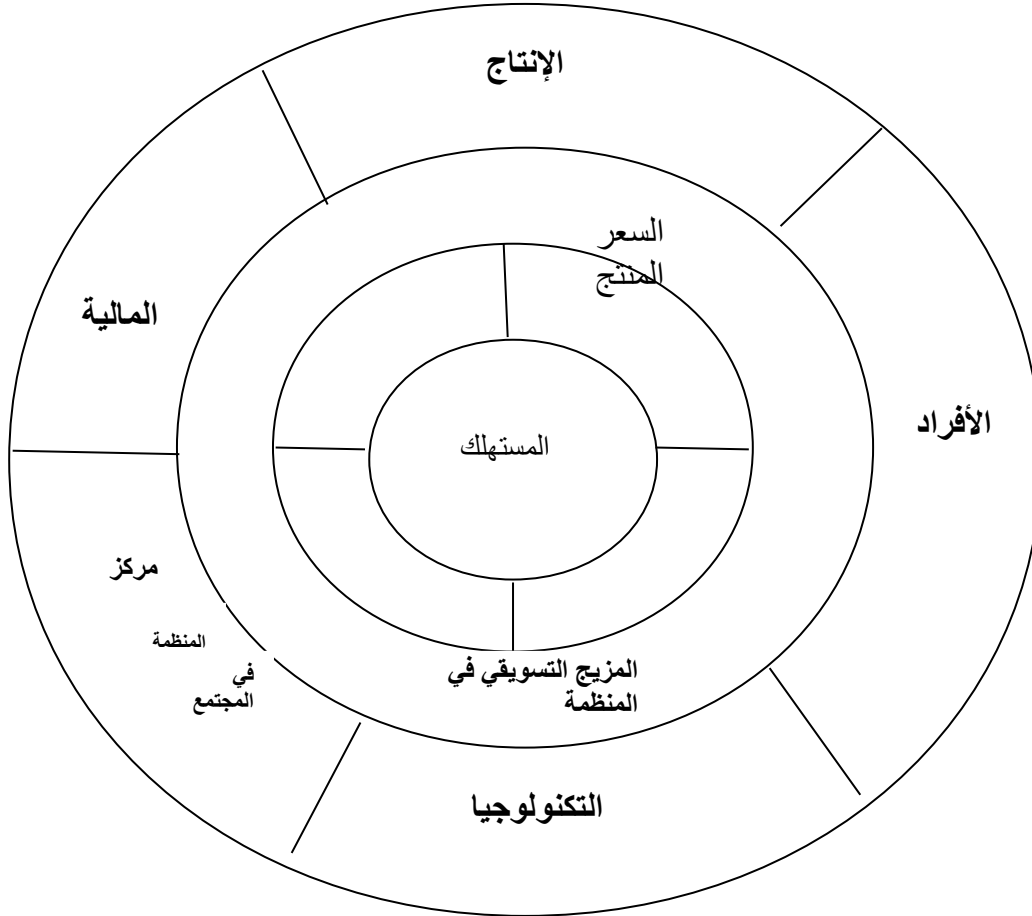 الإنتاج
السعر
المنتج
المالية
الأفراد
المستهلك
مركز
المنظمة
في
المجتمع
المزيج التسويقي في
المنظمة
التكنولوجيا